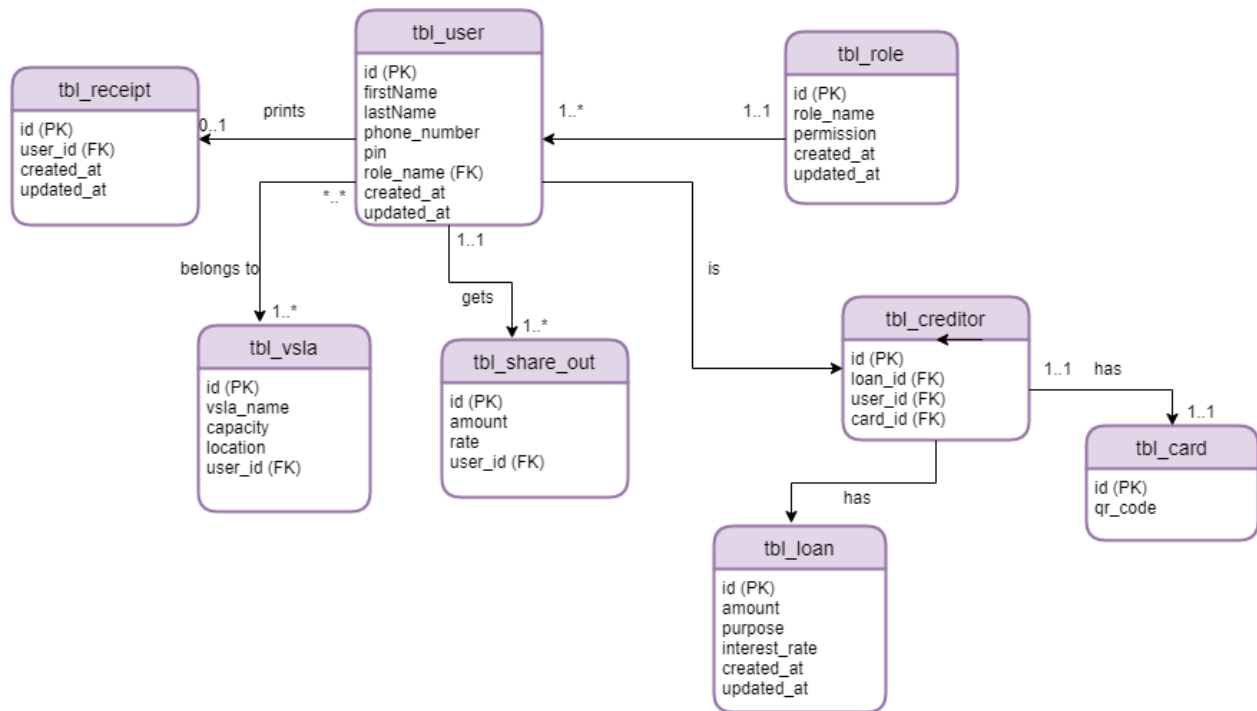 tbl_user
id (PK)
firstName
lastName
phone_number
pin
role_name (FK)
created_at
updated_at
tbl_role
id (PK)
role_name
permission
created_at
updated_at
tbl_receipt
id (PK)
user_id (FK)
created_at
updated_at
prints
0..1
1..*
1..1
*..*
belongs to
1..*
1..1
gets
1..*
is
tbl_vsla
id (PK)
vsla_name
capacity
location
user_id (FK)
tbl_share_out
id (PK)
amount
rate
user_id (FK)
tbl_creditor
id (PK)
loan_id (FK)
user_id (FK)
card_id (FK)
1..1
has
1..1
tbl_card
id (PK)
qr_code
has
tbl_loan
id (PK)
amount
purpose
interest_rate
created_at
updated_at